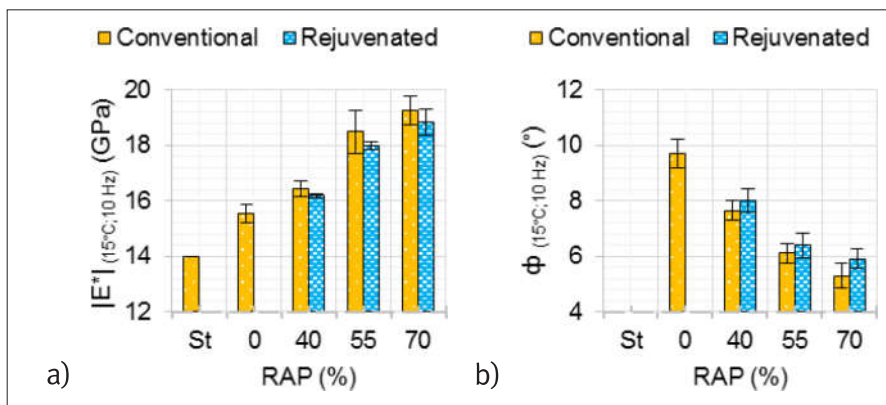 Conventional Rejuvenated
|E*| (15°C;10 Hz) (GPa)
20
18
16
14
12
St 0 40 55 70
RAP (%)
a)
Conventional Rejuvenated
ϕ (15°C;10 Hz) (°)
12
10
8
6
4
St 0 40 55 70
RAP (%)
b)